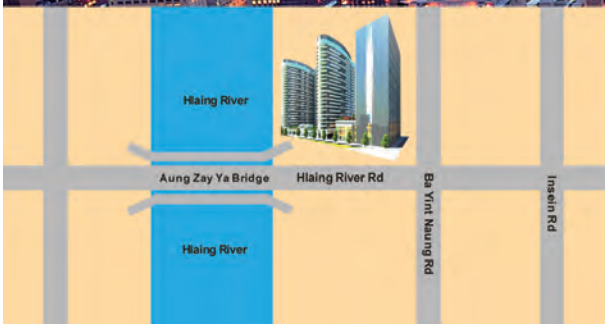 Hlaing River
Aung Zay Ya Bridge
Hlaing River Rd
Ba Yint Naung Rd
Insein Rd
Hlaing River